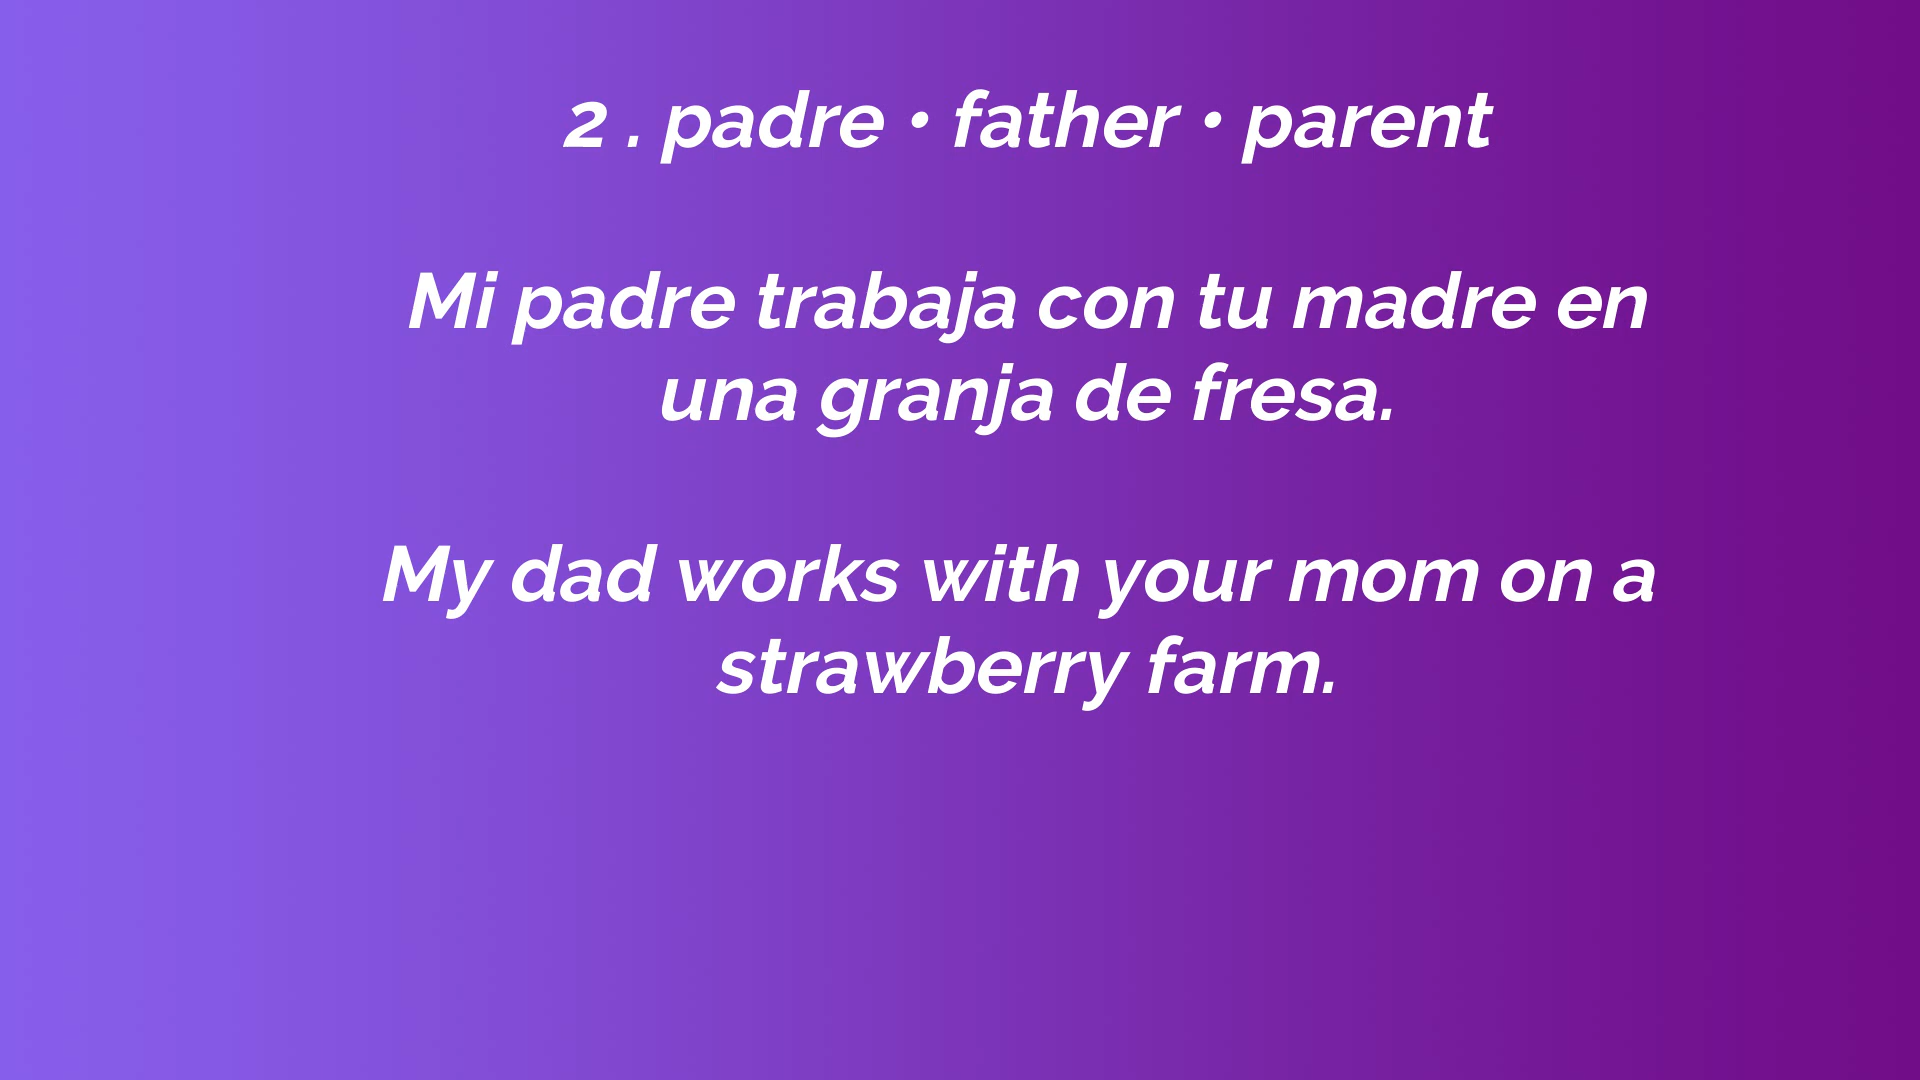 2 . padre • father • parent
Mi padre trabaja con tu madre en
una granja de fresa.
My dad works with your mom on a
strawberry farm.